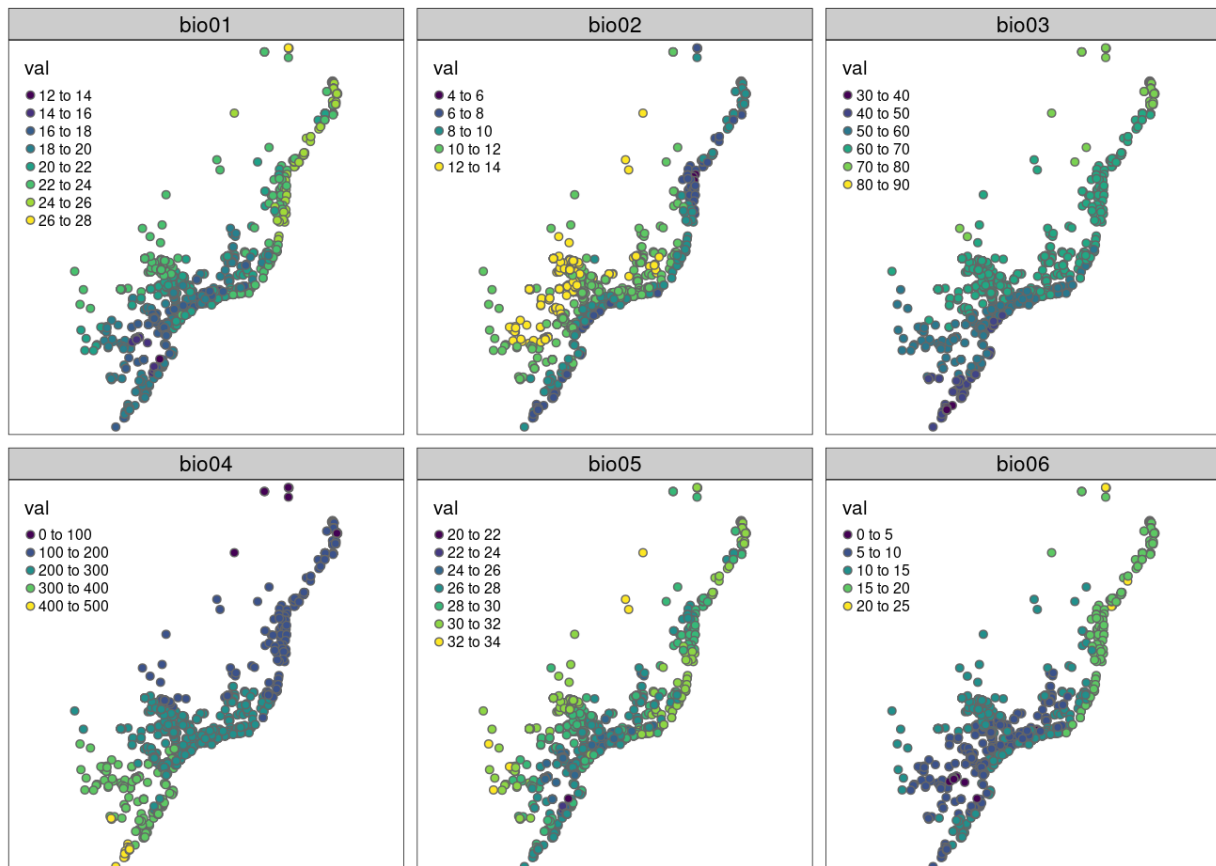 bio01
val
12 to 14
14 to 16
16 to 18
18 to 20
20 to 22
22 to 24
24 to 26
26 to 28
bio02
val
4 to 6
6 to 8
8 to 10
10 to 12
12 to 14
bio03
val
30 to 40
40 to 50
50 to 60
60 to 70
70 to 80
80 to 90
bio04
val
0 to 100
100 to 200
200 to 300
300 to 400
400 to 500
bio05
val
20 to 22
22 to 24
24 to 26
26 to 28
28 to 30
30 to 32
32 to 34
bio06
val
0 to 5
5 to 10
10 to 15
15 to 20
20 to 25